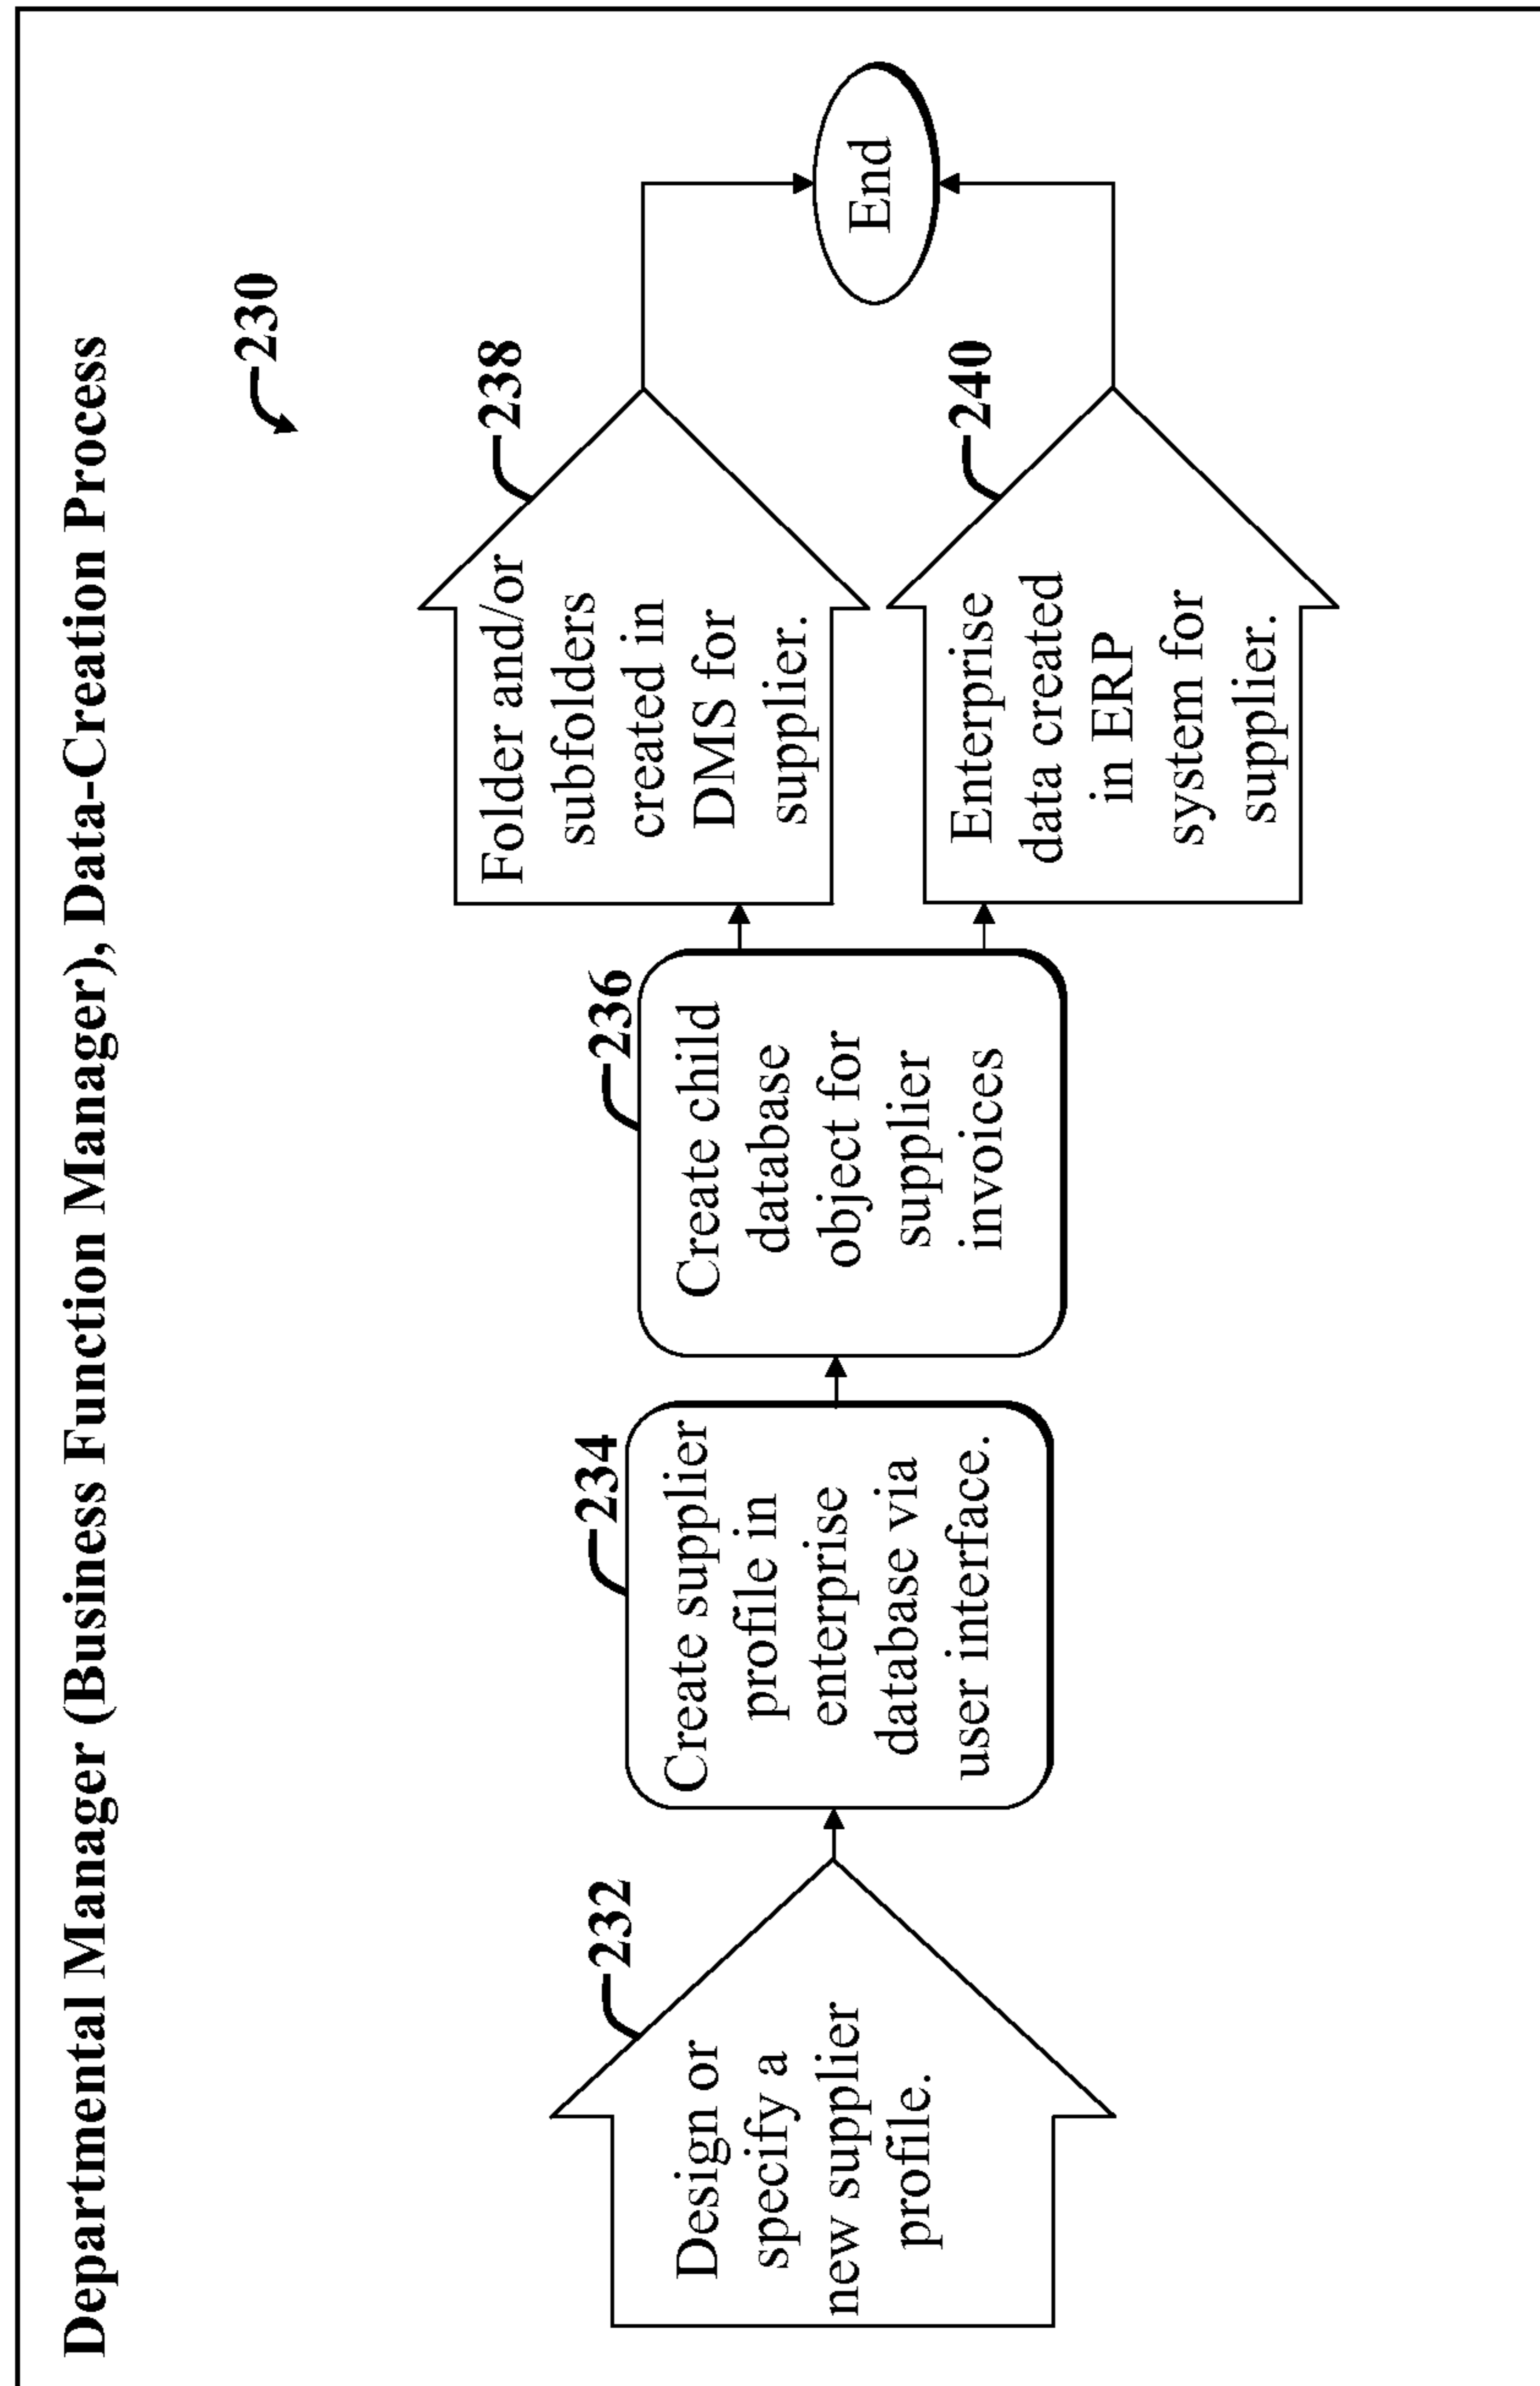 Departmental Manager (Business Function Manager), Data-Creation Process
230
232
Design or
specify a
new supplier
profile.
234
Create supplier
profile in
enterprise
database via
user interface.
236
Create child
database
object for
supplier
invoices
238
Folder and/or
subfolders
created in
DMS for
supplier.
240
Enterprise
data created
in ERP
system for
supplier.
End